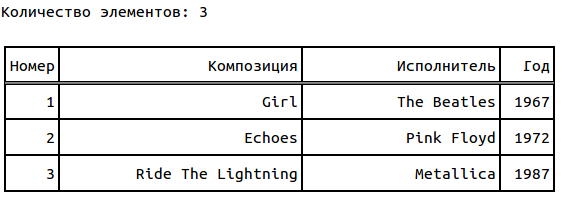 Количество элементов: 3
Номер Композиция Исполнитель Год
1 Girl The Beatles 1967
2 Echoes Pink Floyd 1972
3 Ride The Lightning Metallica 1987